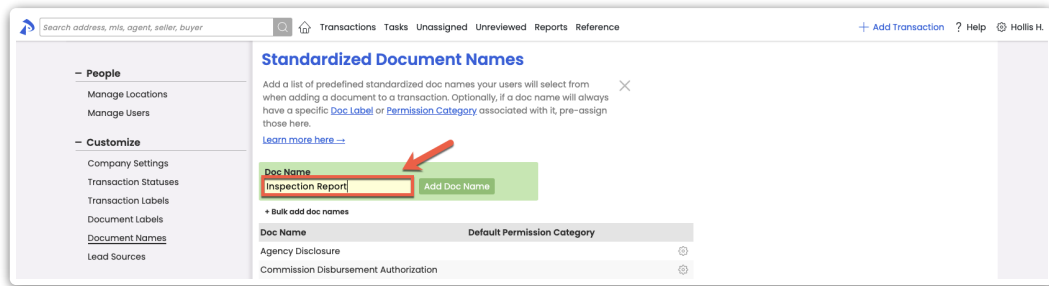 Search address, mls, agent, seller, buyer
Transactions Tasks Unassigned Unreviewed Reports Reference
+ Add Transaction ? Help Hollis H.
– People
Manage Locations
Manage Users
– Customize
Company Settings
Transaction Statuses
Transaction Labels
Document Labels
Document Names
Lead Sources
Standardized Document Names
Add a list of predefined standardized doc names your users will select from
when adding a document to a transaction. Optionally, if a doc name will always
have a specific Doc Label or Permission Category associated with it, pre-assign
those here.
Learn more here →
Doc Name
Inspection Report Add Doc Name
+ Bulk add doc names
Doc Name Default Permission Category
Agency Disclosure
Commission Disbursement Authorization